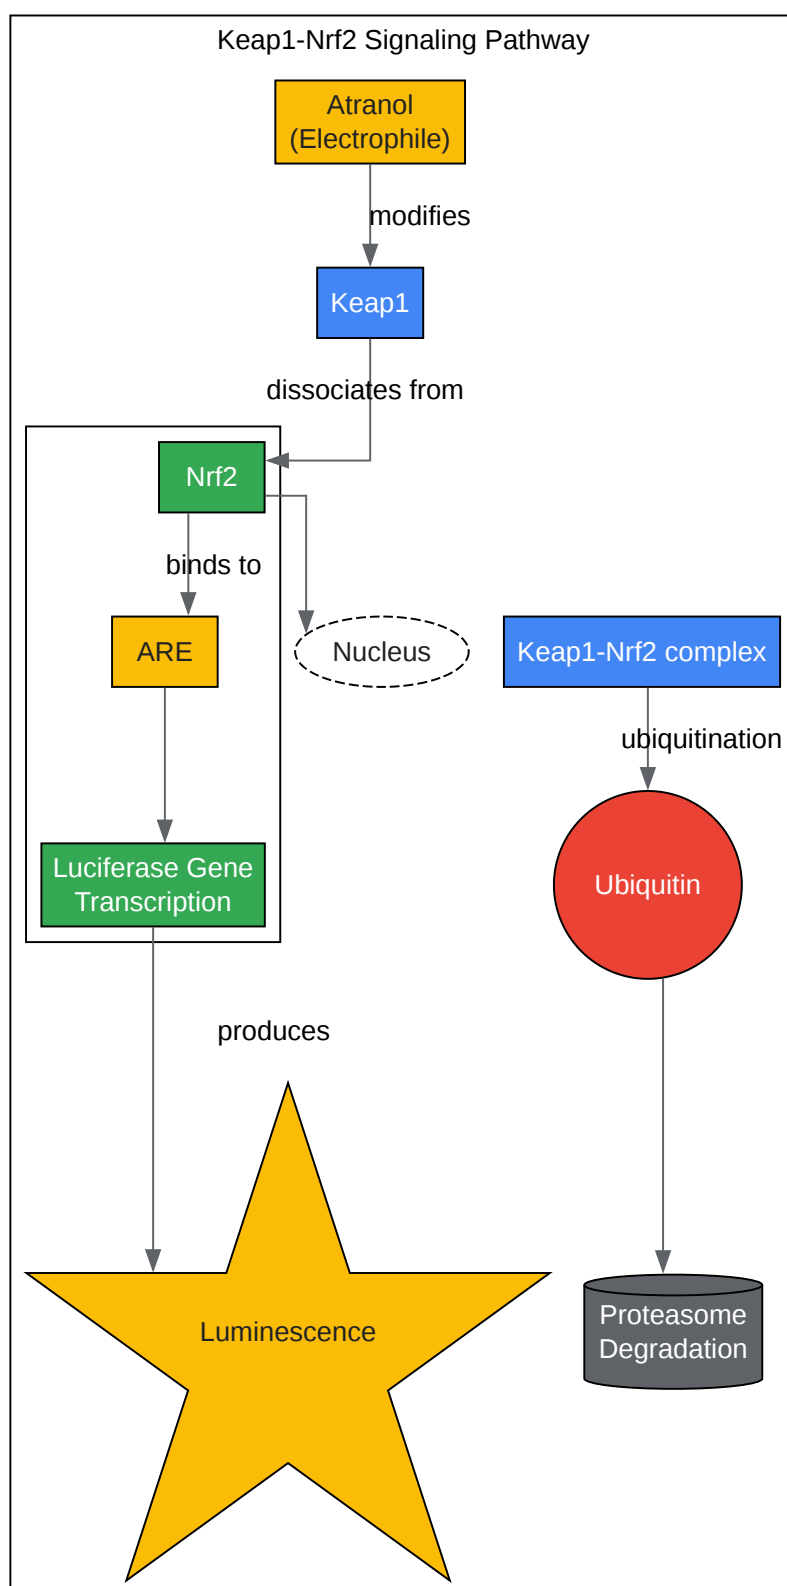 Keap1-Nrf2 Signaling Pathway
Atranol
(Electrophile)
modifies
Keap1
dissociates from
Nrf2
binds to
ARE
Nucleus
Keap1-Nrf2 complex
ubiquitination
Luciferase Gene
Transcription
Ubiquitin
produces
Luminescence
Proteasome
Degradation